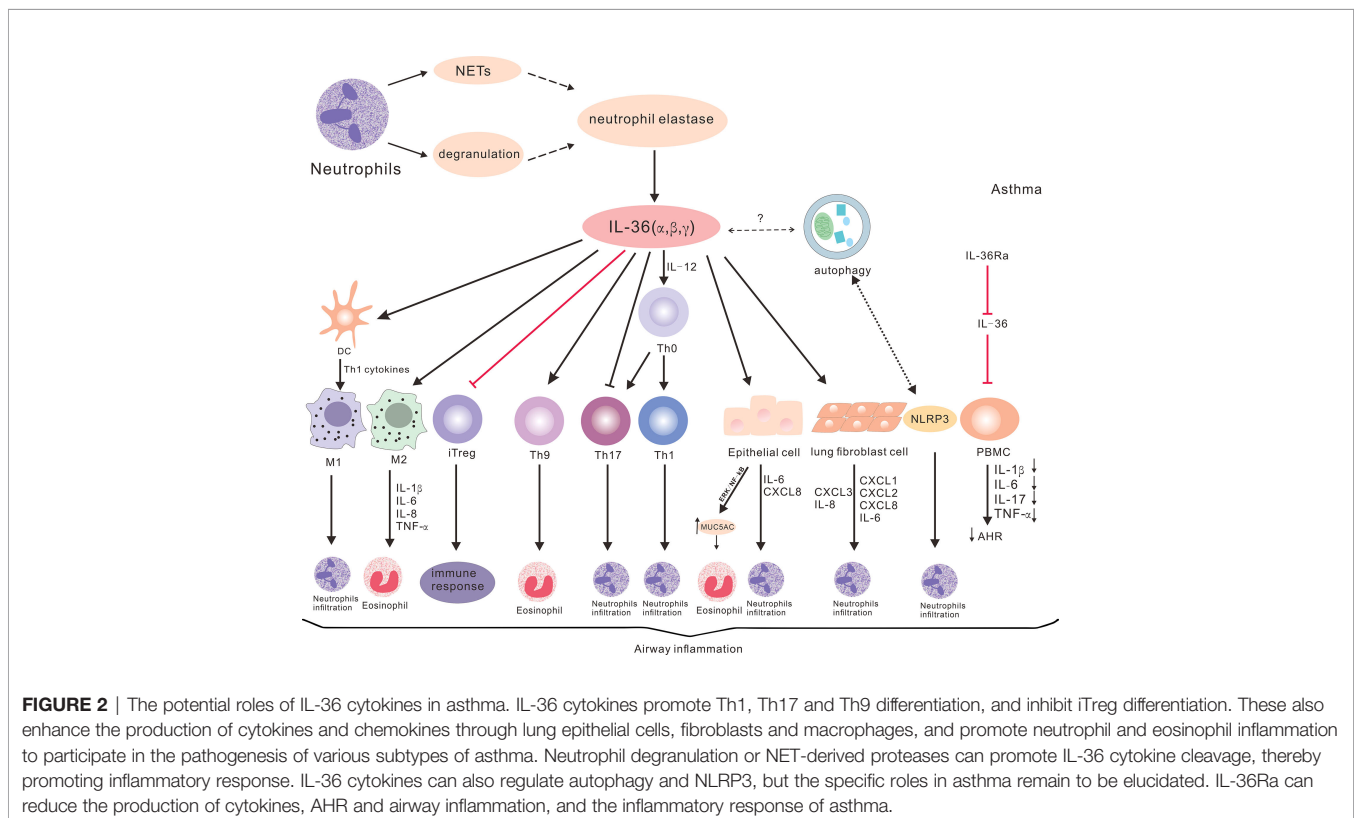 NETs
neutrophil elastase
degranulation
Neutrophils
Asthma
IL-36(α,β,γ)
?
autophagy
IL-36Ra
IL-12
IL-36
DC
Th0
Th1 cytokines
NLRP3
M1
M2
iTreg
Th9
Th17
Th1
Epithelial cell
lung fibroblast cell
PBMC
IL-1β
IL-6
IL-8
TNF-α
ERK/NF-kB
IL-6
CXCL8
MUC5AC
CXCL3
IL-8
CXCL1
CXCL2
CXCL8
IL-6
IL-1β ↓
IL-6 ↓
IL-17 ↓
TNF-α↓
↓ AHR
Neutrophils
infiltration
Eosinophil
immune
response
Eosinophil
Neutrophils
infiltration
Neutrophils
infiltration
Eosinophil
Neutrophils
infiltration
Neutrophils
infiltration
Neutrophils
infiltration
Airway inflammation
FIGURE 2 | The potential roles of IL-36 cytokines in asthma. IL-36 cytokines promote Th1, Th17 and Th9 differentiation, and inhibit iTreg differentiation. These also
enhance the production of cytokines and chemokines through lung epithelial cells, fibroblasts and macrophages, and promote neutrophil and eosinophil inflammation
to participate in the pathogenesis of various subtypes of asthma. Neutrophil degranulation or NET-derived proteases can promote IL-36 cytokine cleavage, thereby
promoting inflammatory response. IL-36 cytokines can also regulate autophagy and NLRP3, but the specific roles in asthma remain to be elucidated. IL-36Ra can
reduce the production of cytokines, AHR and airway inflammation, and the inflammatory response of asthma.